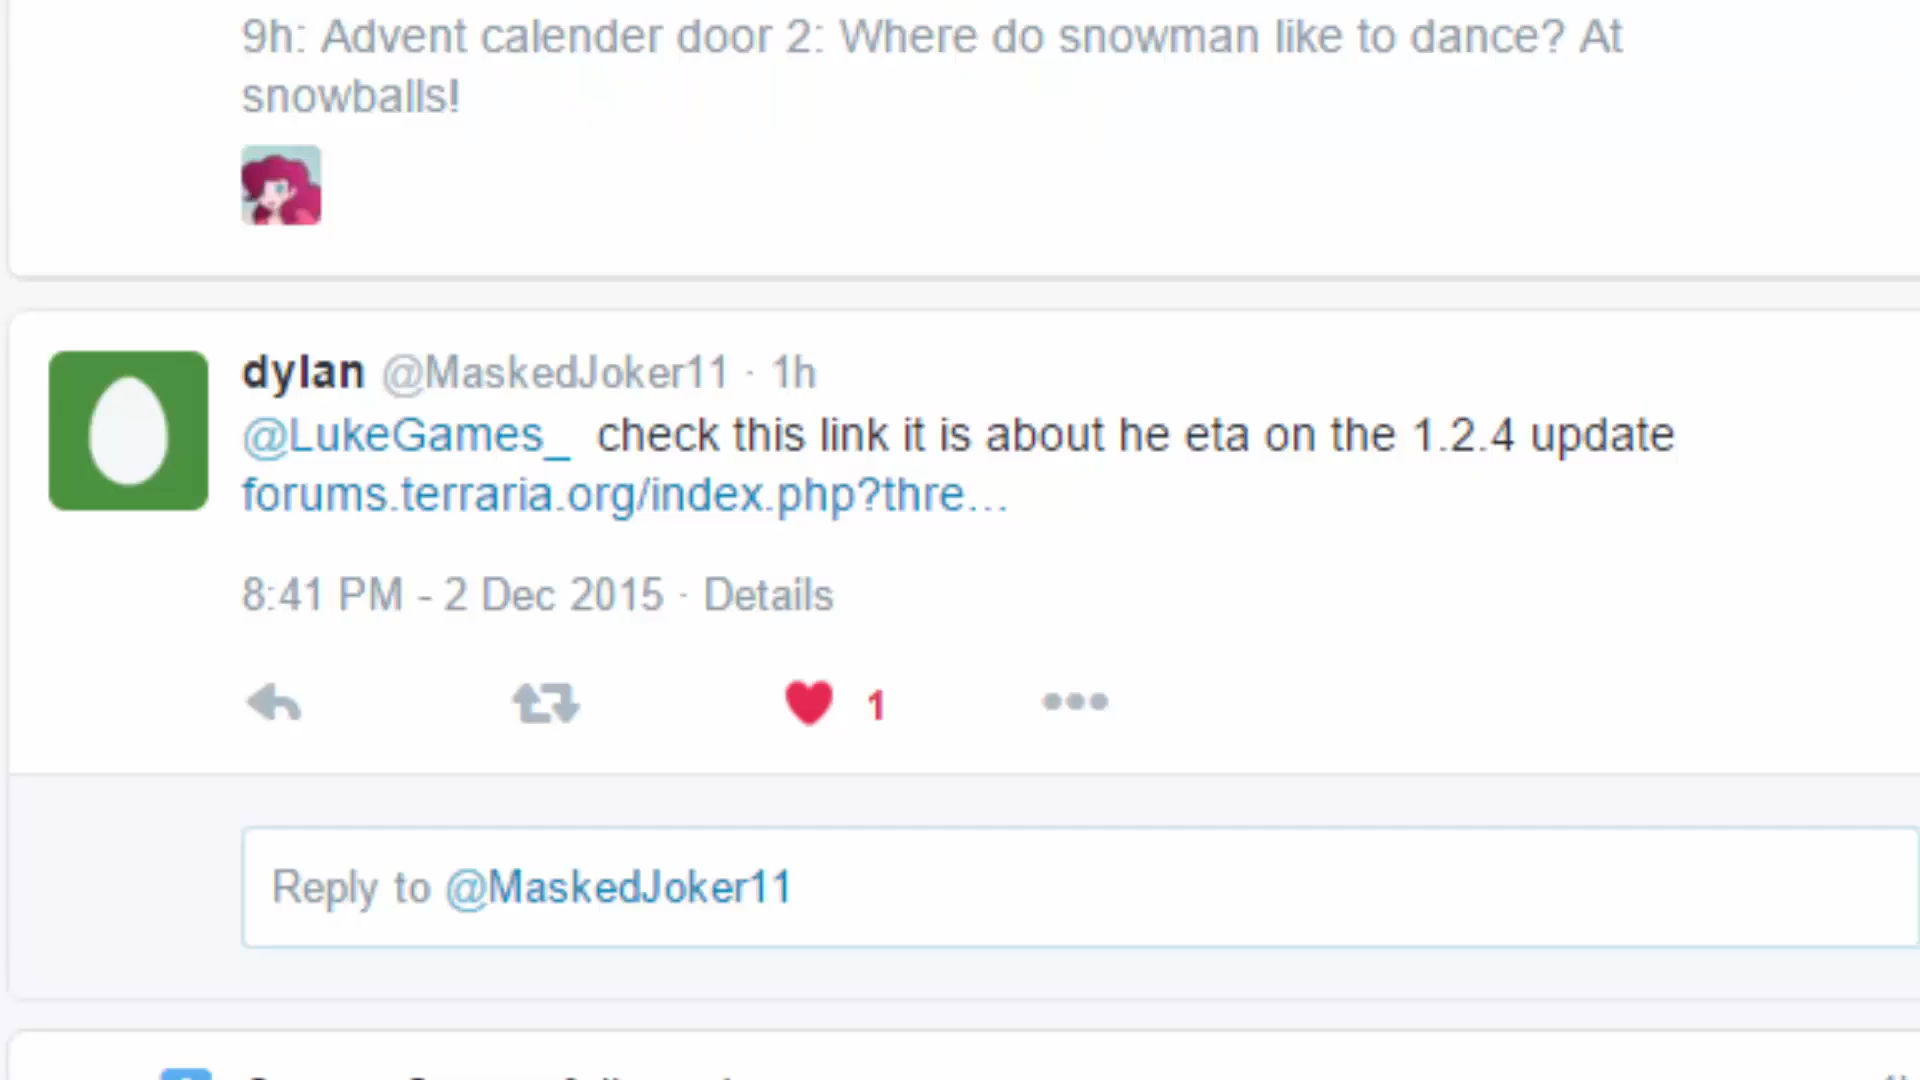 9h: Advent calender door 2: Where do snowman like to dance? At
snowballs!
dylan @MaskedJoker11 · 1h
@LukeGames_ check this link it is about he eta on the 1.2.4 update
forums.terraria.org/index.php?thre...
8:41 PM - 2 Dec 2015 · Details
1
Reply to @MaskedJoker11